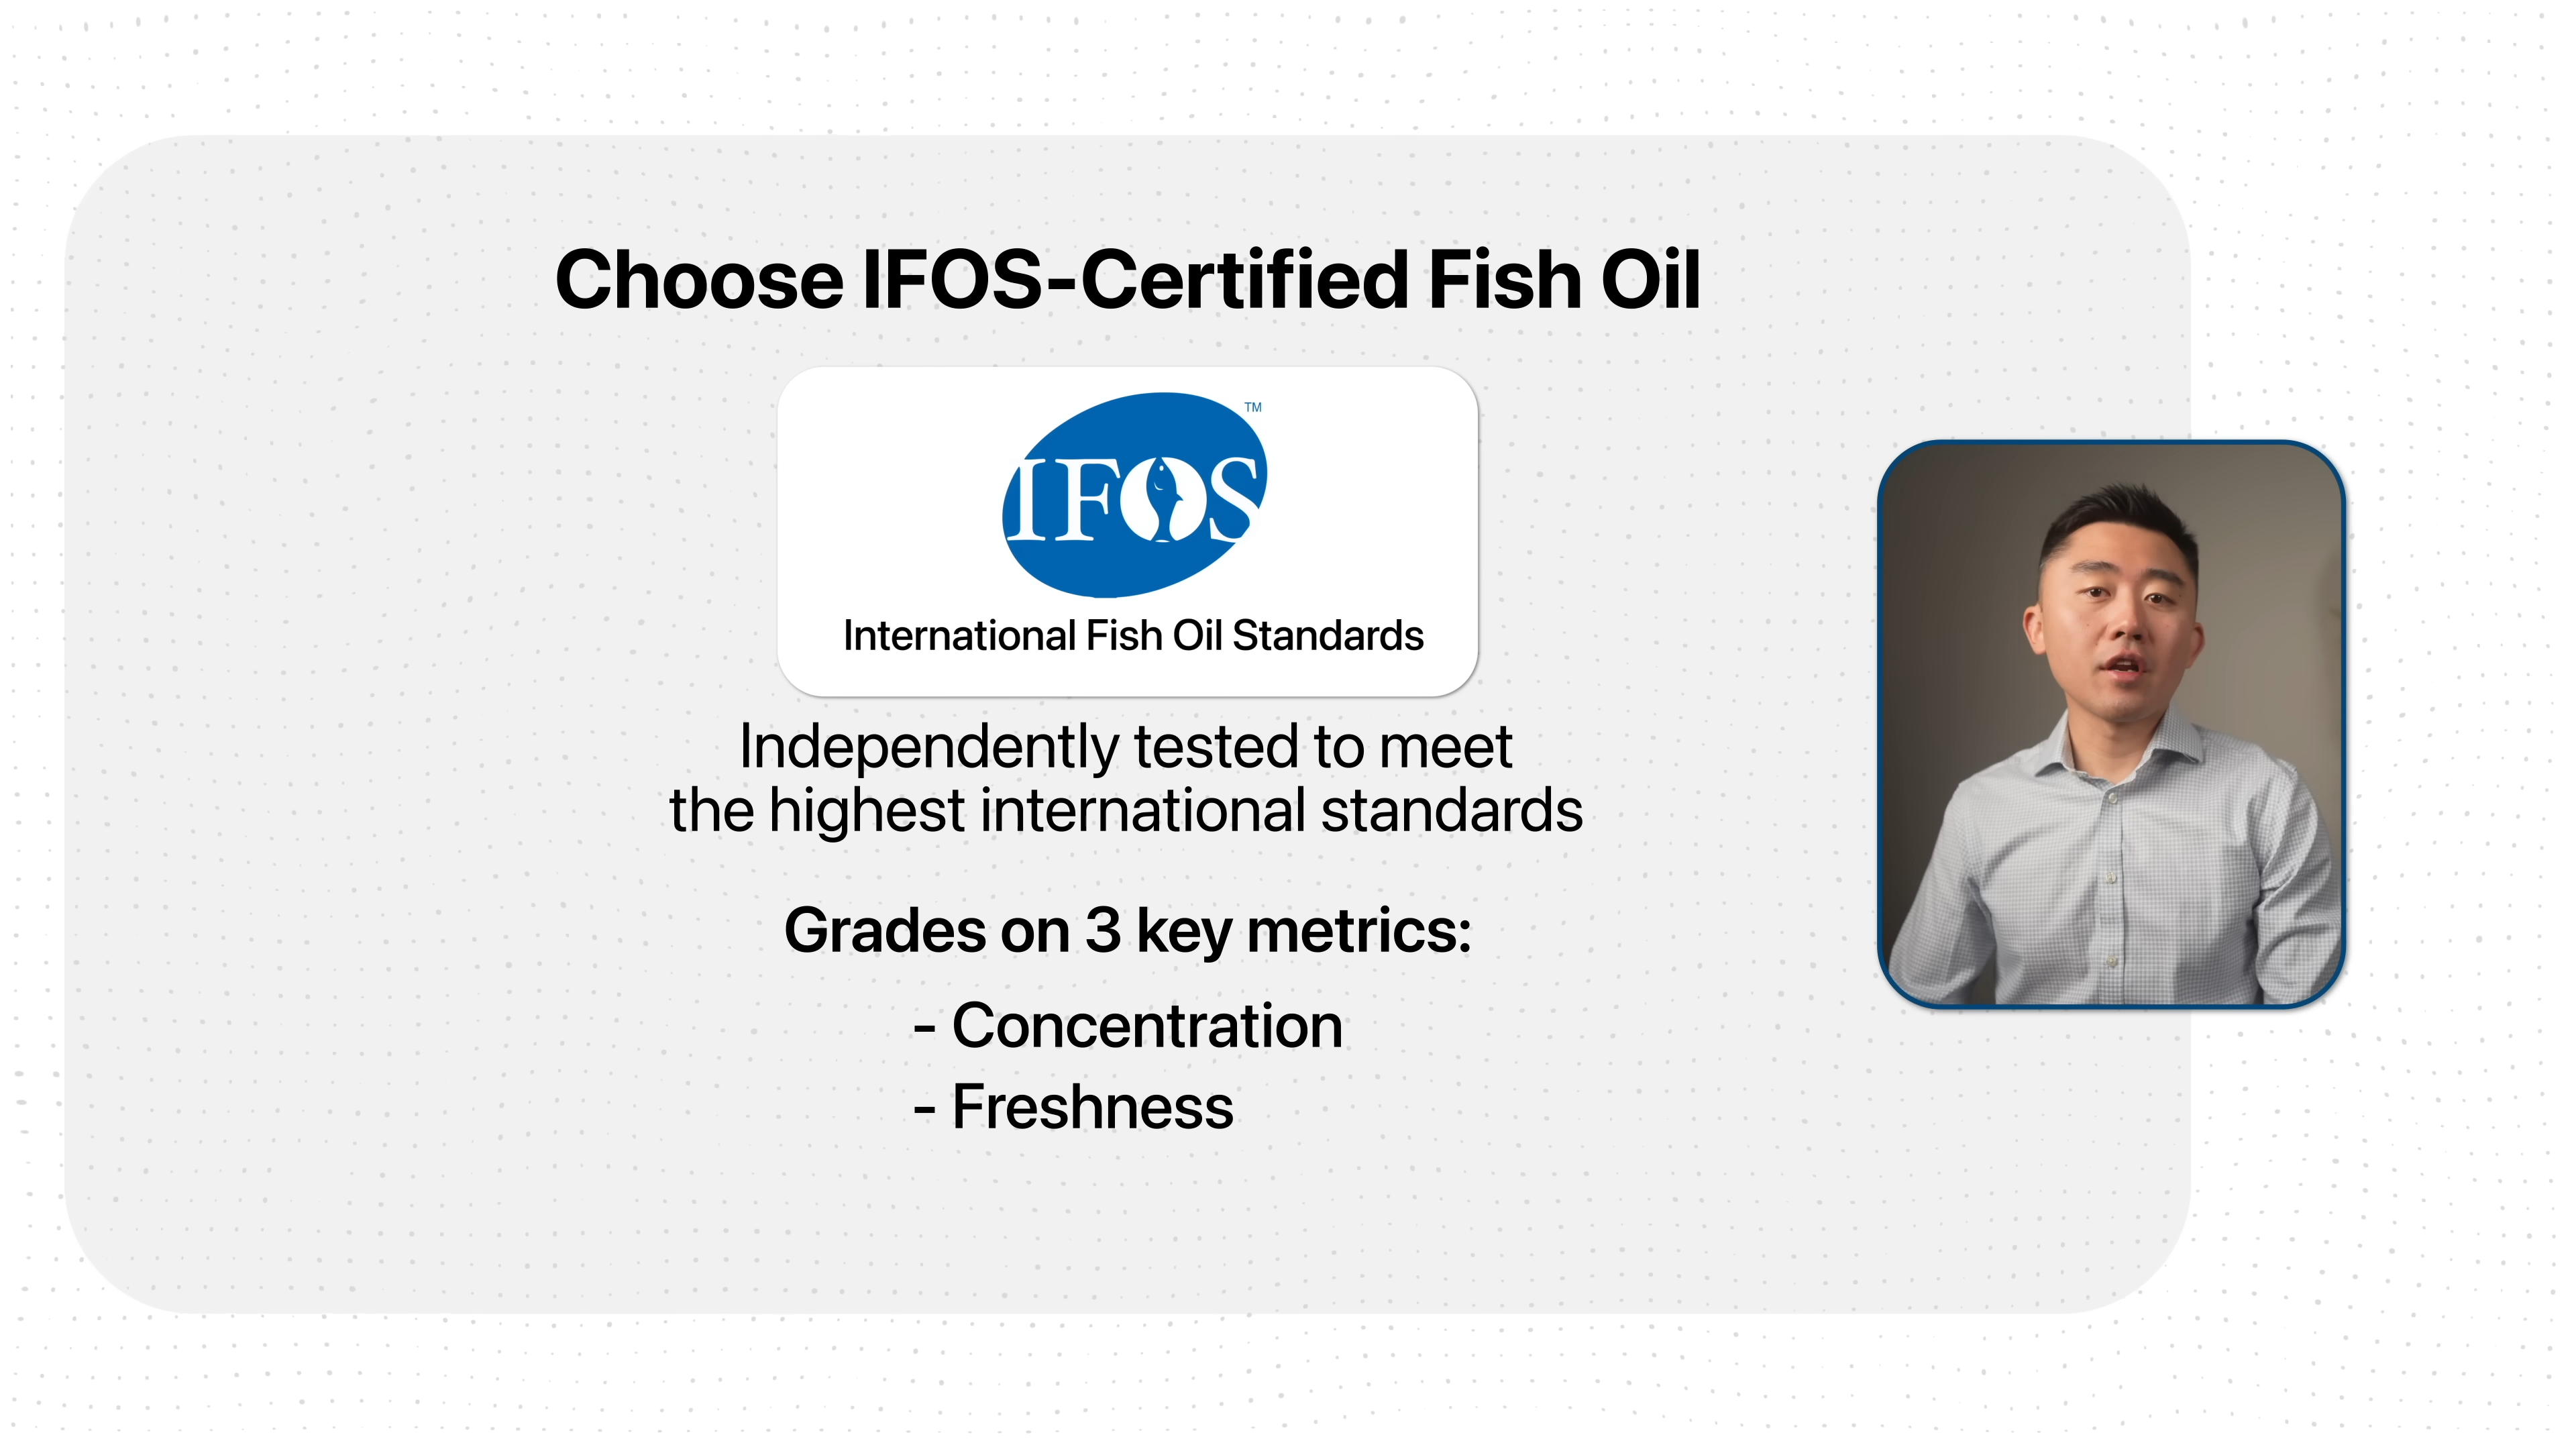 Choose IFOS-Certified Fish Oil
IFOS TM
International Fish Oil Standards
Independently tested to meet
the highest international standards
Grades on 3 key metrics:
- Concentration
- Freshness